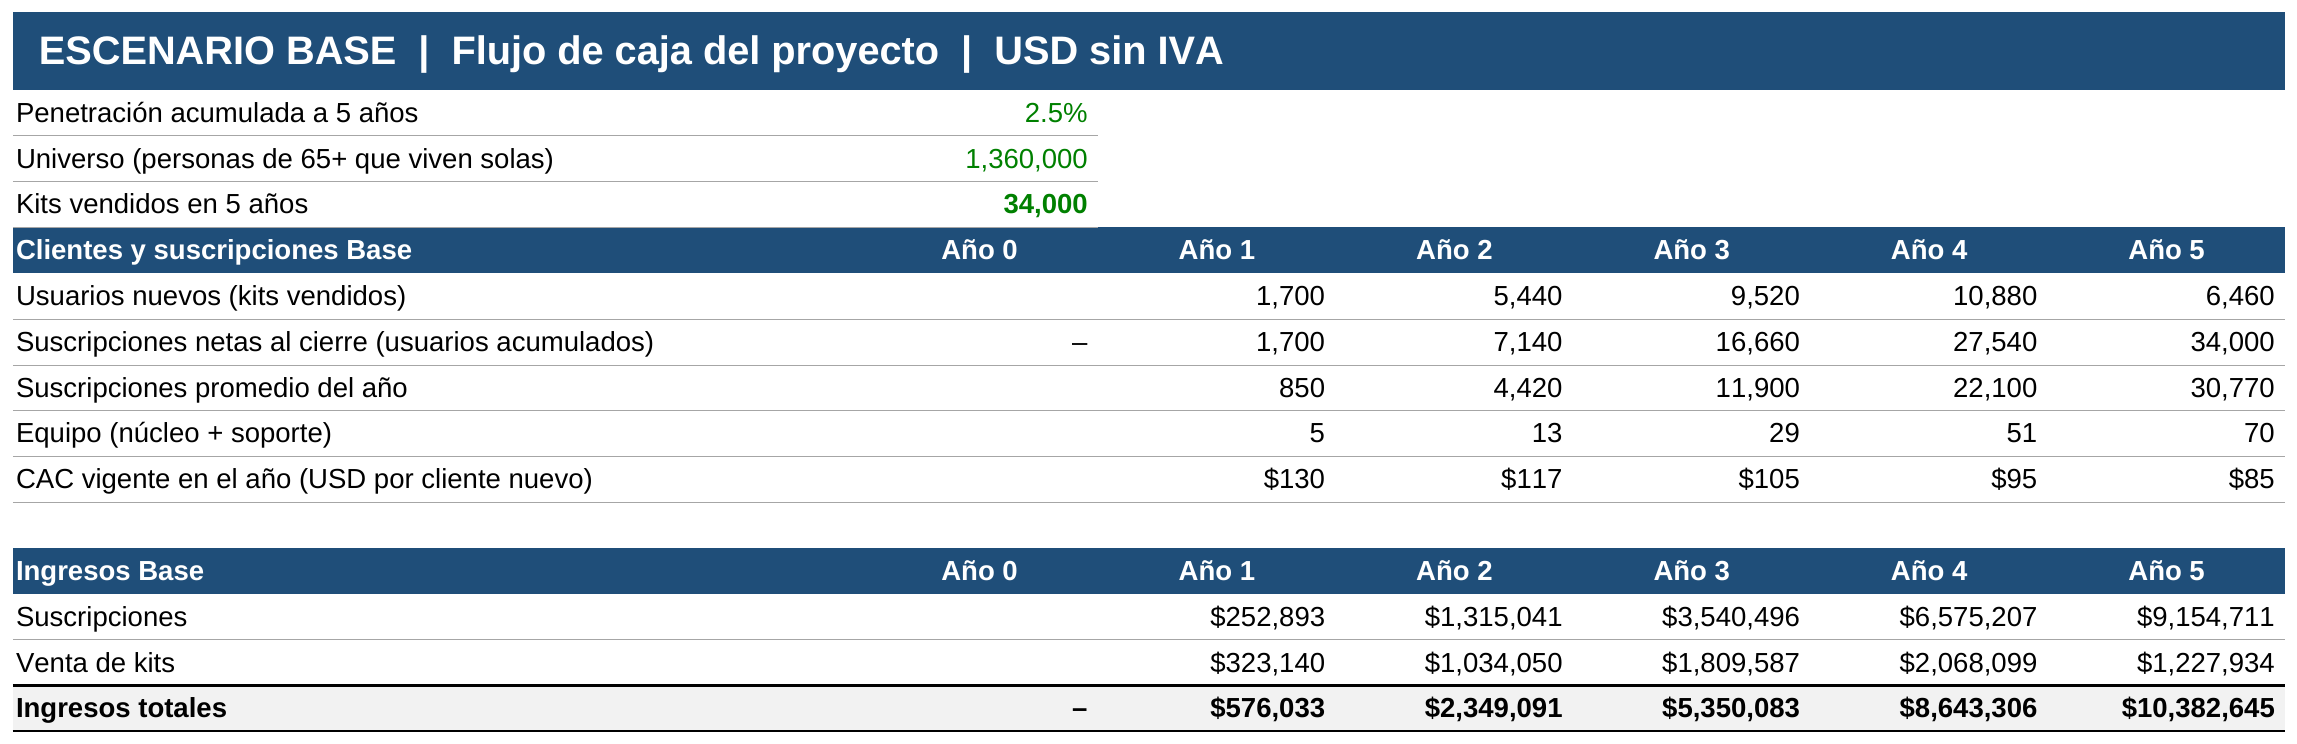 ESCENARIO BASE | Flujo de caja del proyecto | USD sin IVA
Penetración acumulada a 5 años 2.5%
Universo (personas de 65+ que viven solas) 1,360,000
Kits vendidos en 5 años 34,000
Clientes y suscripciones Base Año 0 Año 1 Año 2 Año 3 Año 4 Año 5
Usuarios nuevos (kits vendidos) 1,700 5,440 9,520 10,880 6,460
Suscripciones netas al cierre (usuarios acumulados) – 1,700 7,140 16,660 27,540 34,000
Suscripciones promedio del año 850 4,420 11,900 22,100 30,770
Equipo (núcleo + soporte) 5 13 29 51 70
CAC vigente en el año (USD por cliente nuevo) $130 $117 $105 $95 $85
Ingresos Base Año 0 Año 1 Año 2 Año 3 Año 4 Año 5
Suscripciones $252,893 $1,315,041 $3,540,496 $6,575,207 $9,154,711
Venta de kits $323,140 $1,034,050 $1,809,587 $2,068,099 $1,227,934
Ingresos totales – $576,033 $2,349,091 $5,350,083 $8,643,306 $10,382,645